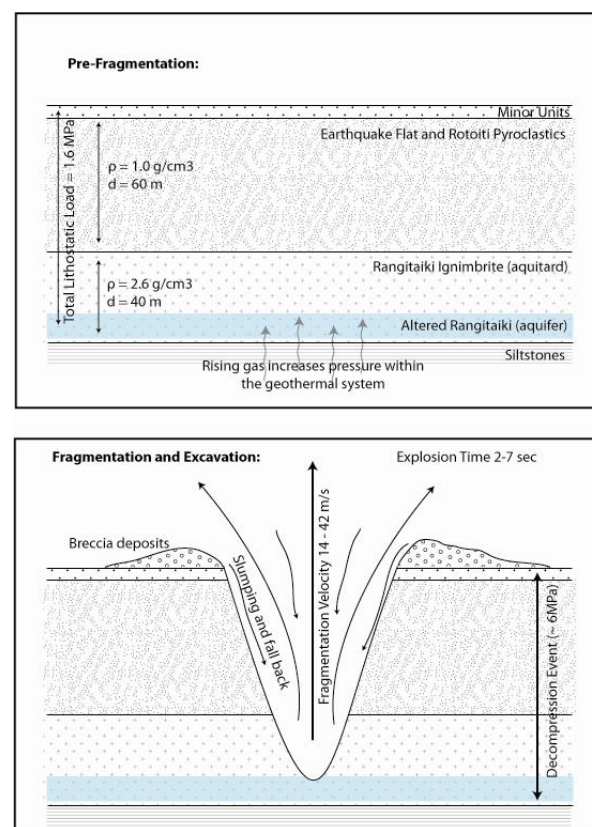 Pre-Fragmentation:
Minor Units
Earthquake Flat and Rotoiti Pyroclastics
Total Lithostatic Load = 1.6 MPa
ρ = 1.0 g/cm3
d = 60 m
Rangitaiki Ignimbrite (aquitard)
ρ = 2.6 g/cm3
d = 40 m
Altered Rangitaiki (aquifer)
Siltstones
Rising gas increases pressure within
the geothermal system
Fragmentation and Excavation:
Explosion Time 2-7 sec
Breccia deposits
Slumping and fall back
Fragmentation Velocity 14 - 42 m/s
Decompression Event (~ 6MPa)